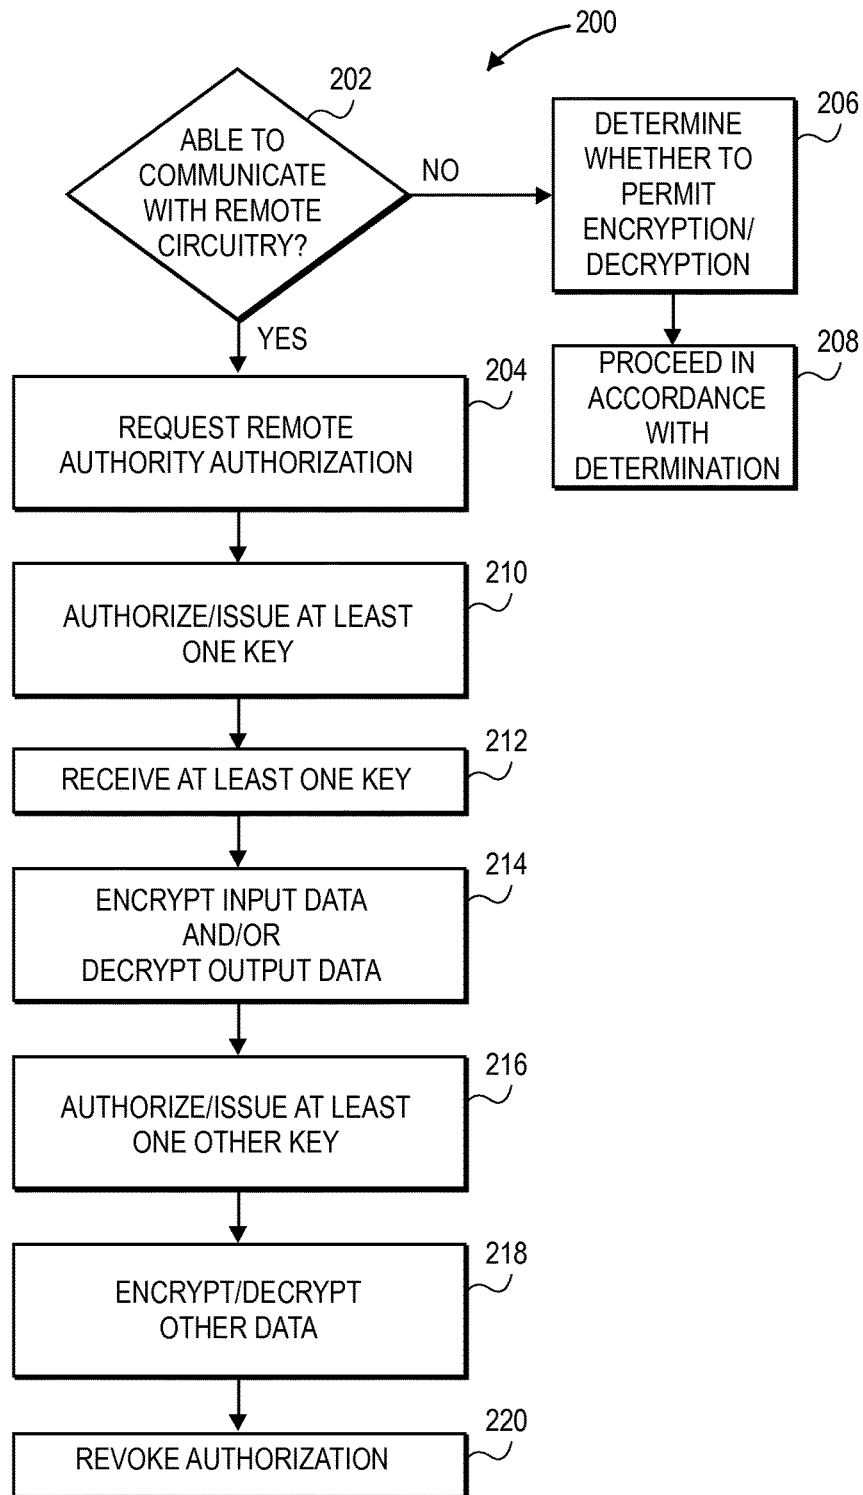 200
202
ABLE TO
COMMUNICATE
WITH REMOTE
CIRCUITRY?
NO
YES
206
DETERMINE
WHETHER TO
PERMIT
ENCRYPTION/
DECRYPTION
208
PROCEED IN
ACCORDANCE
WITH
DETERMINATION
204
REQUEST REMOTE
AUTHORITY AUTHORIZATION
210
AUTHORIZE/ISSUE AT LEAST
ONE KEY
212
RECEIVE AT LEAST ONE KEY
214
ENCRYPT INPUT DATA
AND/OR
DECRYPT OUTPUT DATA
216
AUTHORIZE/ISSUE AT LEAST
ONE OTHER KEY
218
ENCRYPT/DECRYPT
OTHER DATA
220
REVOKE AUTHORIZATION